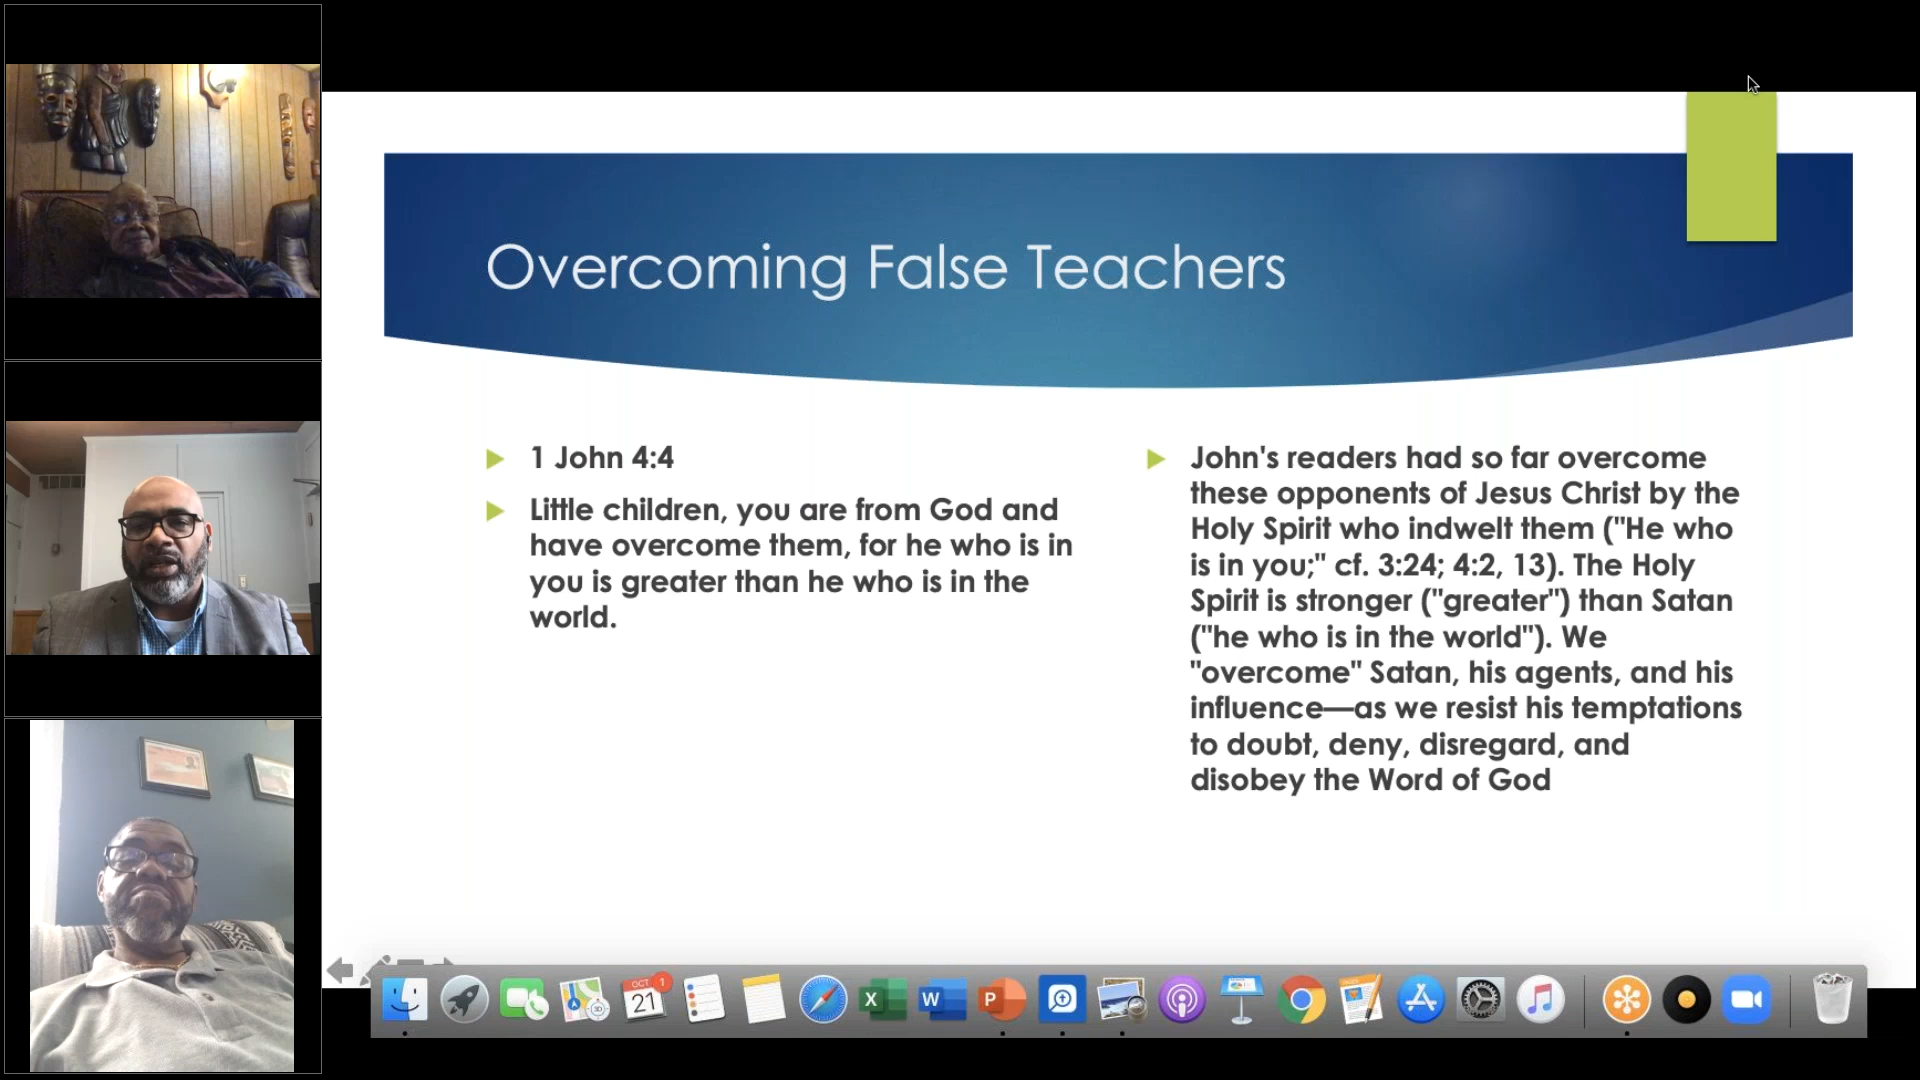 Overcoming False Teachers
1 John 4:4
Little children, you are from God and
have overcome them, for he who is in
you is greater than he who is in the
world.
John's readers had so far overcome
these opponents of Jesus Christ by the
Holy Spirit who indwelt them ("He who
is in you;" cf. 3:24; 4:2, 13). The Holy
Spirit is stronger ("greater") than Satan
("he who is in the world"). We
"overcome" Satan, his agents, and his
influence—as we resist his temptations
to doubt, deny, disregard, and
disobey the Word of God
OCT
1
21
3D
X
W
P